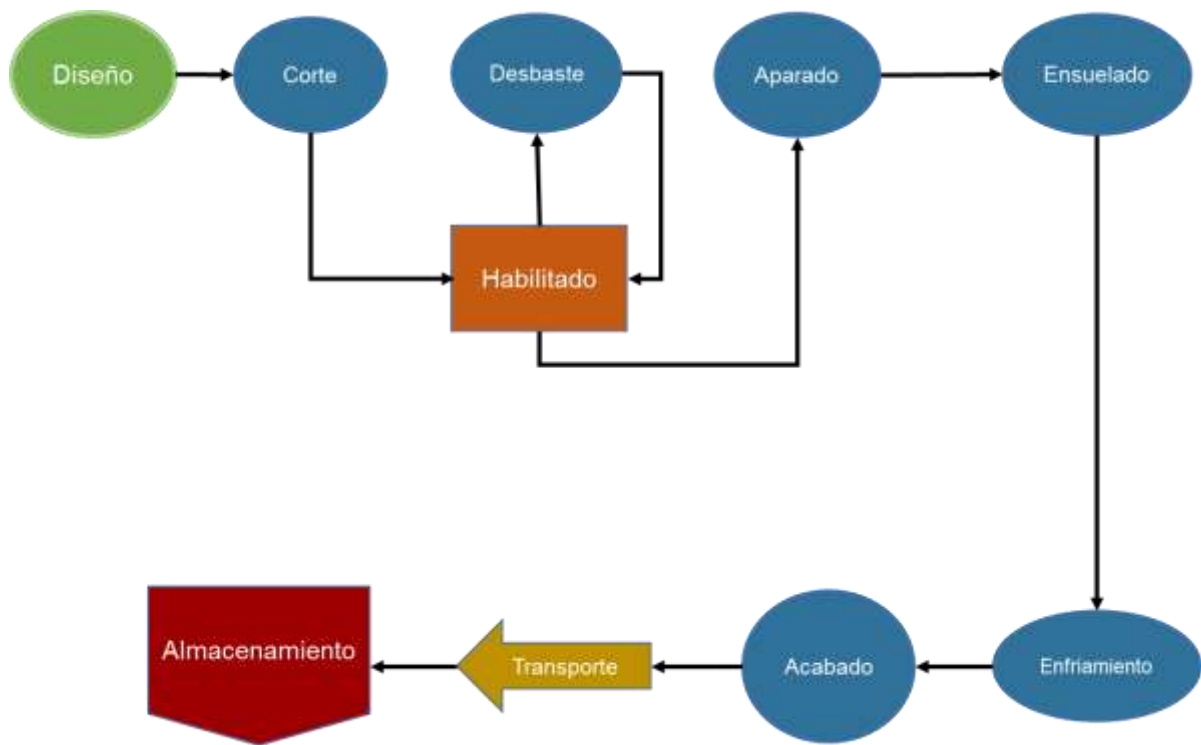 Diseño
Corte
Desbaste
Aparado
Ensuelado
Habilitado
Almacenamiento
Transporte
Acabado
Enfriamiento